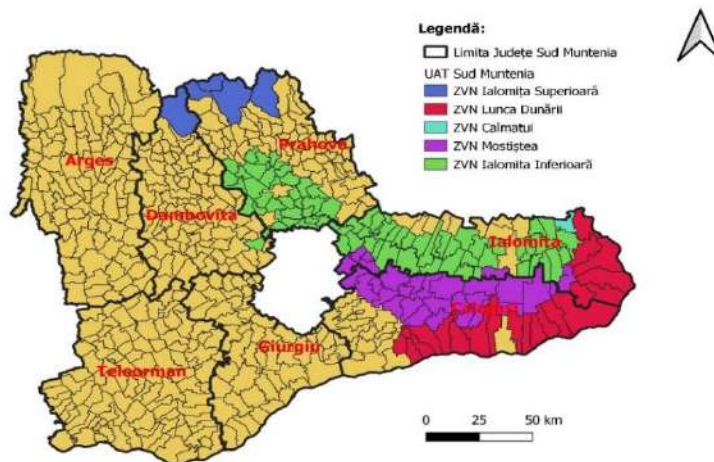 Legendă:
Limita Județe Sud Muntenia
UAT Sud Muntenia
ZVN Ialomița Superioară
ZVN Lunca Dunării
ZVN Calmatui
ZVN Mostiștea
ZVN Ialomita Inferioară
Arges
Prahova
Dambovita
Ialomita
Giurgiu
Teleorman
0 25 50 km